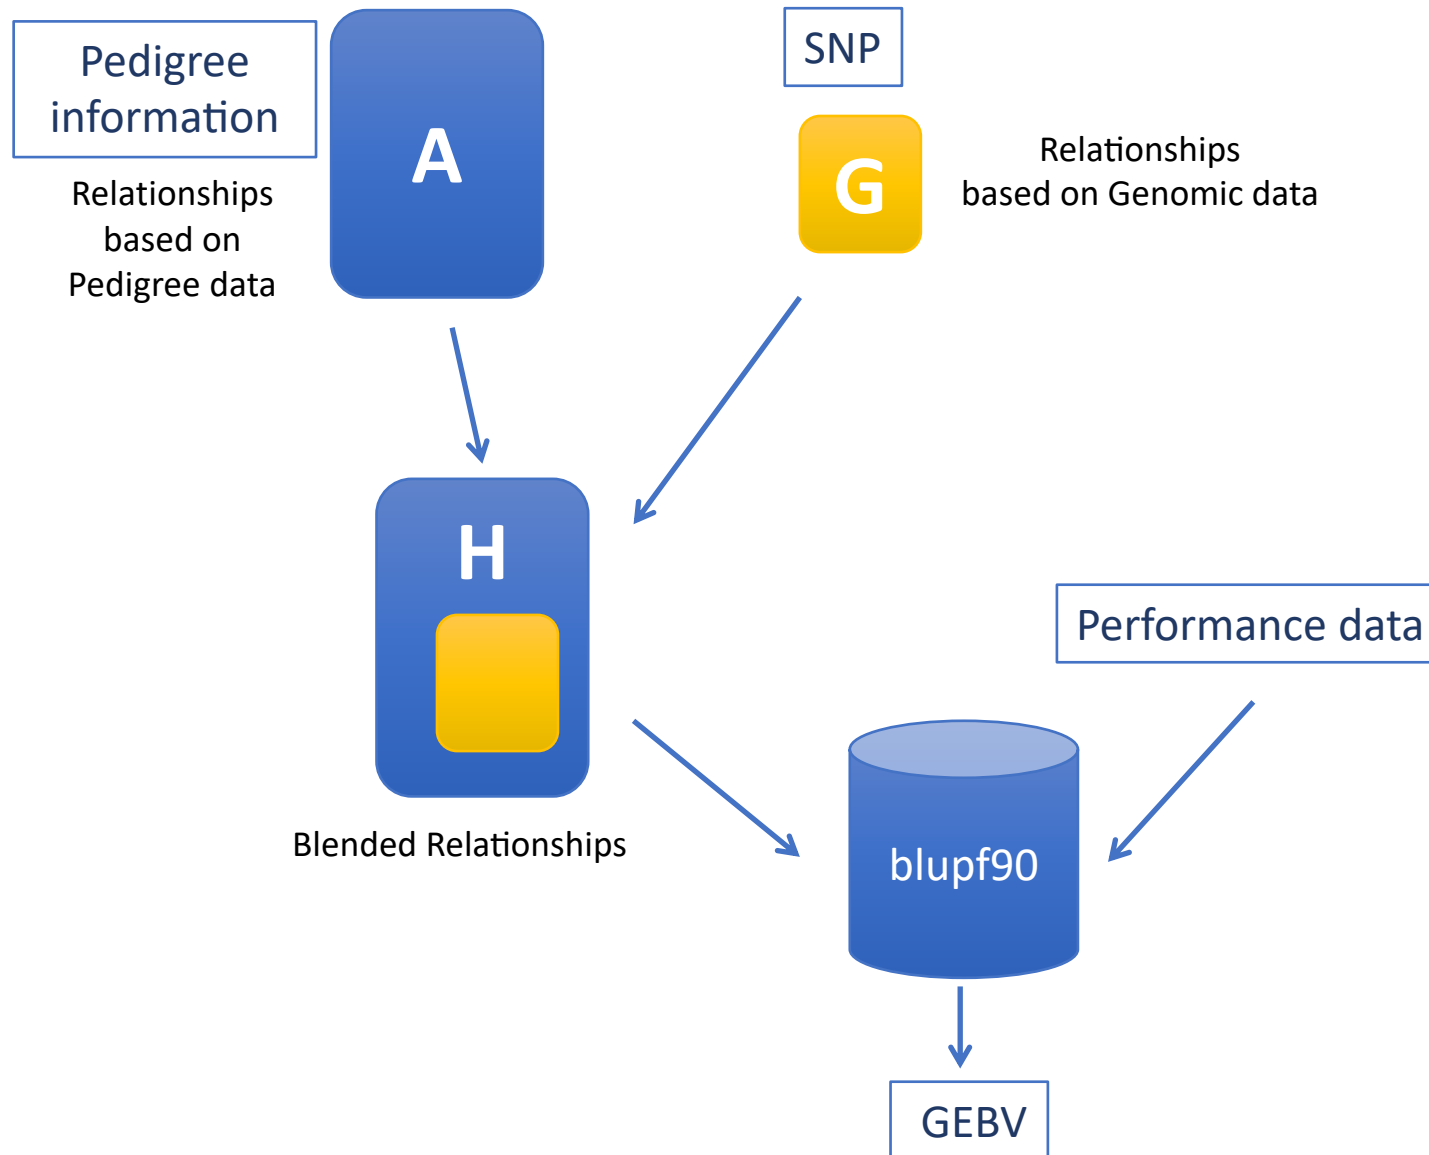 Pedigree
information
A
Relationships
based on
Pedigree data
SNP
G
Relationships
based on Genomic data
H
Blended Relationships
Performance data
blupf90
GEBV